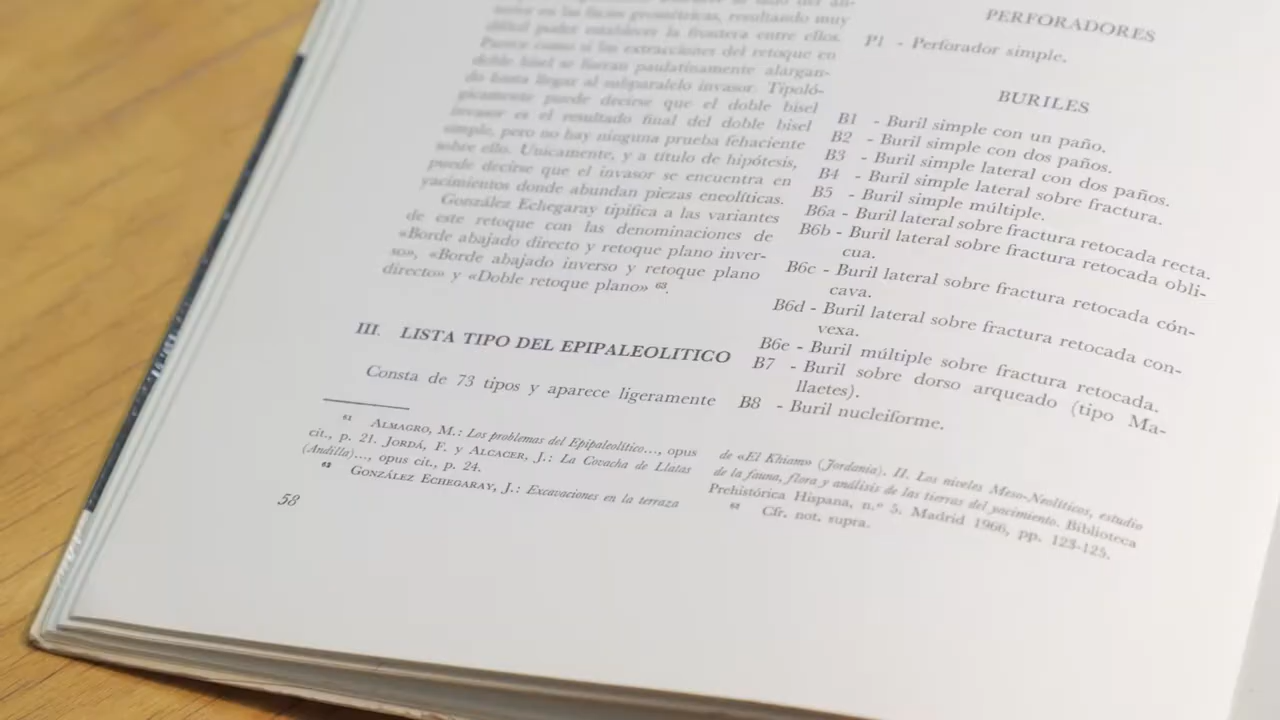 antior en las facies geométricas, resultando muy
difícil poder establecer la frontera entre ellos.
Parece como si las extracciones del retoque en
doble bisel se fueran paulatinamente alargan-
do hasta llegar al subparalelo invasor. Tipoló-
gicamente puede decirse que el doble bisel
invasor es el resultado final del doble bisel
simple, pero no hay ninguna prueba fehaciente
sobre ello. Unicamente, y a título de hipótesis,
puede decirse que el invasor se encuentra en
yacimientos donde abundan piezas eneolíticas.
González Echegaray tipifica a las variantes
de este retoque con las denominaciones de
«Borde abajado directo y retoque plano inver-
so», «Borde abajado inverso y retoque plano
directo» y «Doble retoque plano» 63.
III. LISTA TIPO DEL EPIPALEOLITICO
Consta de 73 tipos y aparece ligeramente
61 ALMAGRO, M.: Los problemas del Epipaleolítico..., opus
cit., p. 21. JORDÁ, F. y ALCACER, J.: La Covacha de Llatas
(Andilla)..., opus cit., p. 24.
62 GONZÁLEZ ECHEGARAY, J.: Excavaciones en la terraza
58
PERFORADORES
P1 - Perforador simple.
BURILES
B1 - Buril simple con un paño.
B2 - Buril simple con dos paños.
B3 - Buril simple lateral con dos paños.
B4 - Buril simple lateral sobre fractura.
B5 - Buril simple múltiple.
B6a - Buril lateral sobre fractura retocada recta.
B6b - Buril lateral sobre fractura retocada obli-
cua.
B6c - Buril lateral sobre fractura retocada cón-
cava.
B6d - Buril lateral sobre fractura retocada con-
vexa.
B6e - Buril múltiple sobre fractura retocada.
B7 - Buril sobre dorso arqueado (tipo Ma-
llaetes).
B8 - Buril nucleiforme.
de «El Khiam» (Jordania). II. Los niveles Meso-Neolíticos, estudio
de la fauna, flora y análisis de las tierras del yacimiento. Biblioteca
Prehistórica Hispana, n.º 5. Madrid 1966, pp. 123-125.
63 Cfr. not. supra.